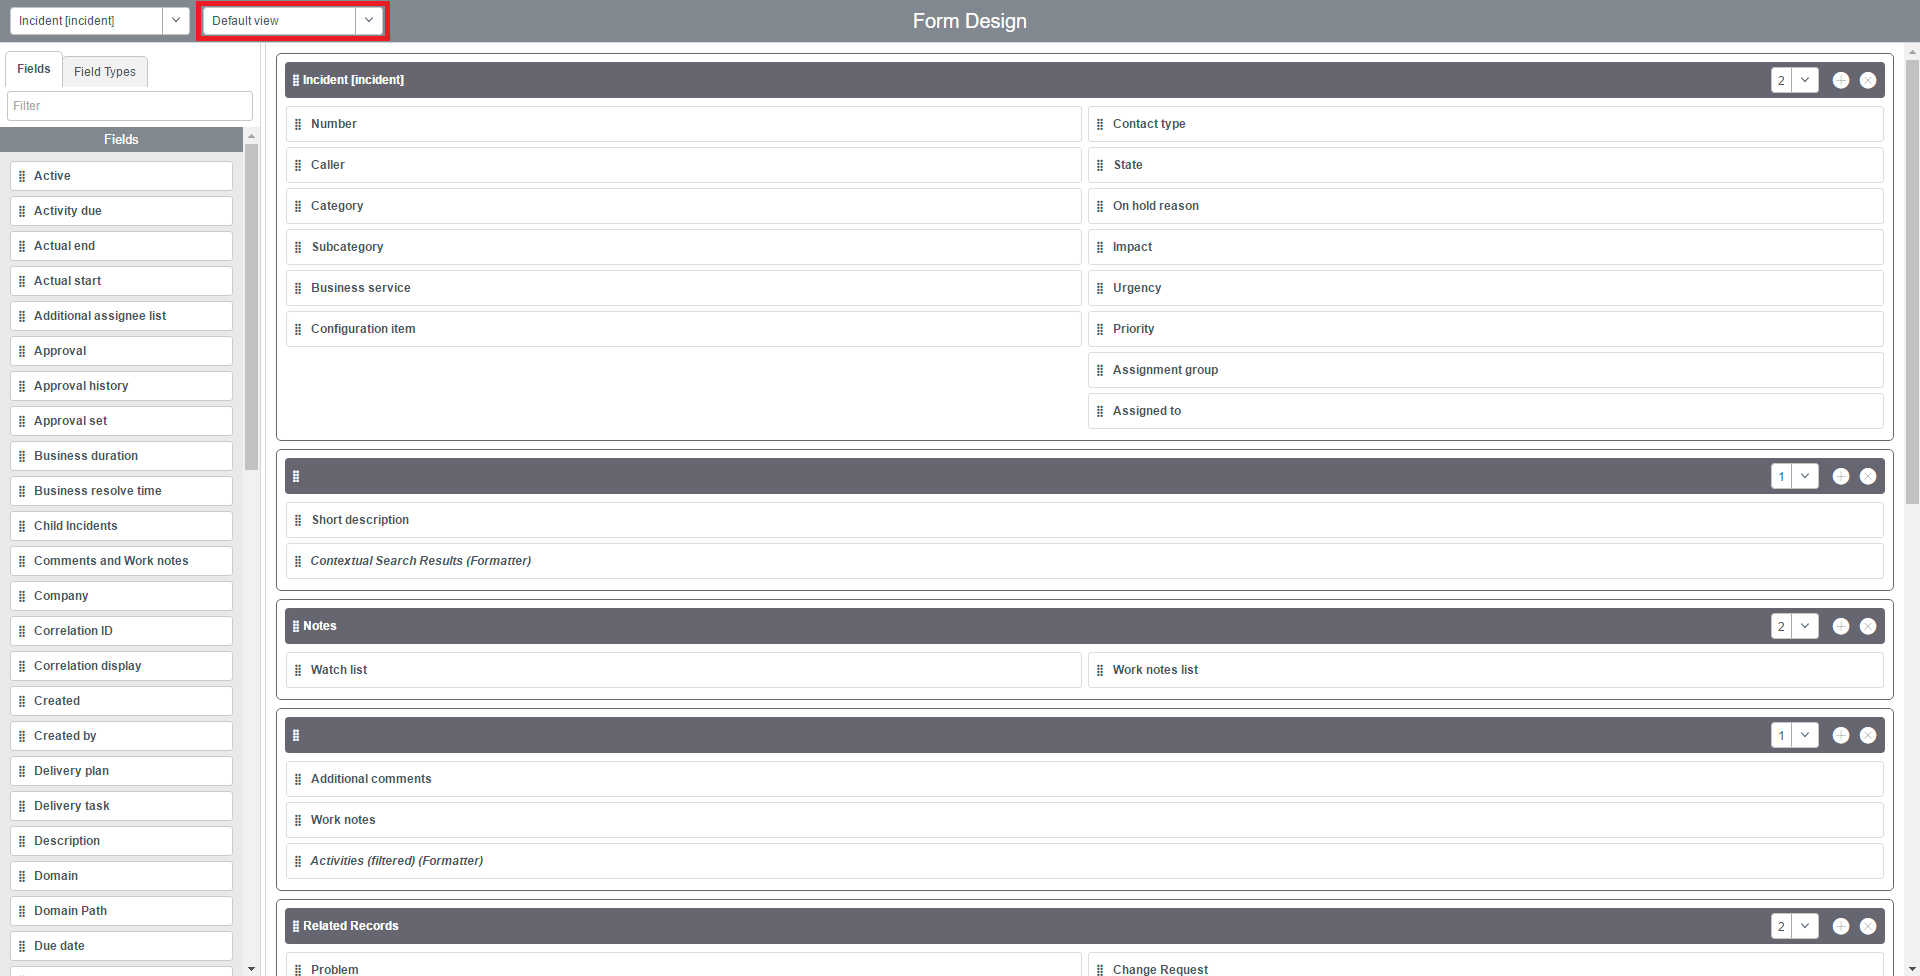 Incident [incident]
Default view
Form Design
Fields
Field Types
Filter
Fields
Active
Activity due
Actual end
Actual start
Additional assignee list
Approval
Approval history
Approval set
Business duration
Business resolve time
Child Incidents
Comments and Work notes
Company
Correlation ID
Correlation display
Created
Created by
Delivery plan
Delivery task
Description
Domain
Domain Path
Due date
Incident [incident]
2
Number
Caller
Category
Subcategory
Business service
Configuration item
Contact type
State
On hold reason
Impact
Urgency
Priority
Assignment group
Assigned to
1
Short description
Contextual Search Results (Formatter)
Notes
2
Watch list
Work notes list
1
Additional comments
Work notes
Activities (filtered) (Formatter)
Related Records
2
Problem
Change Request